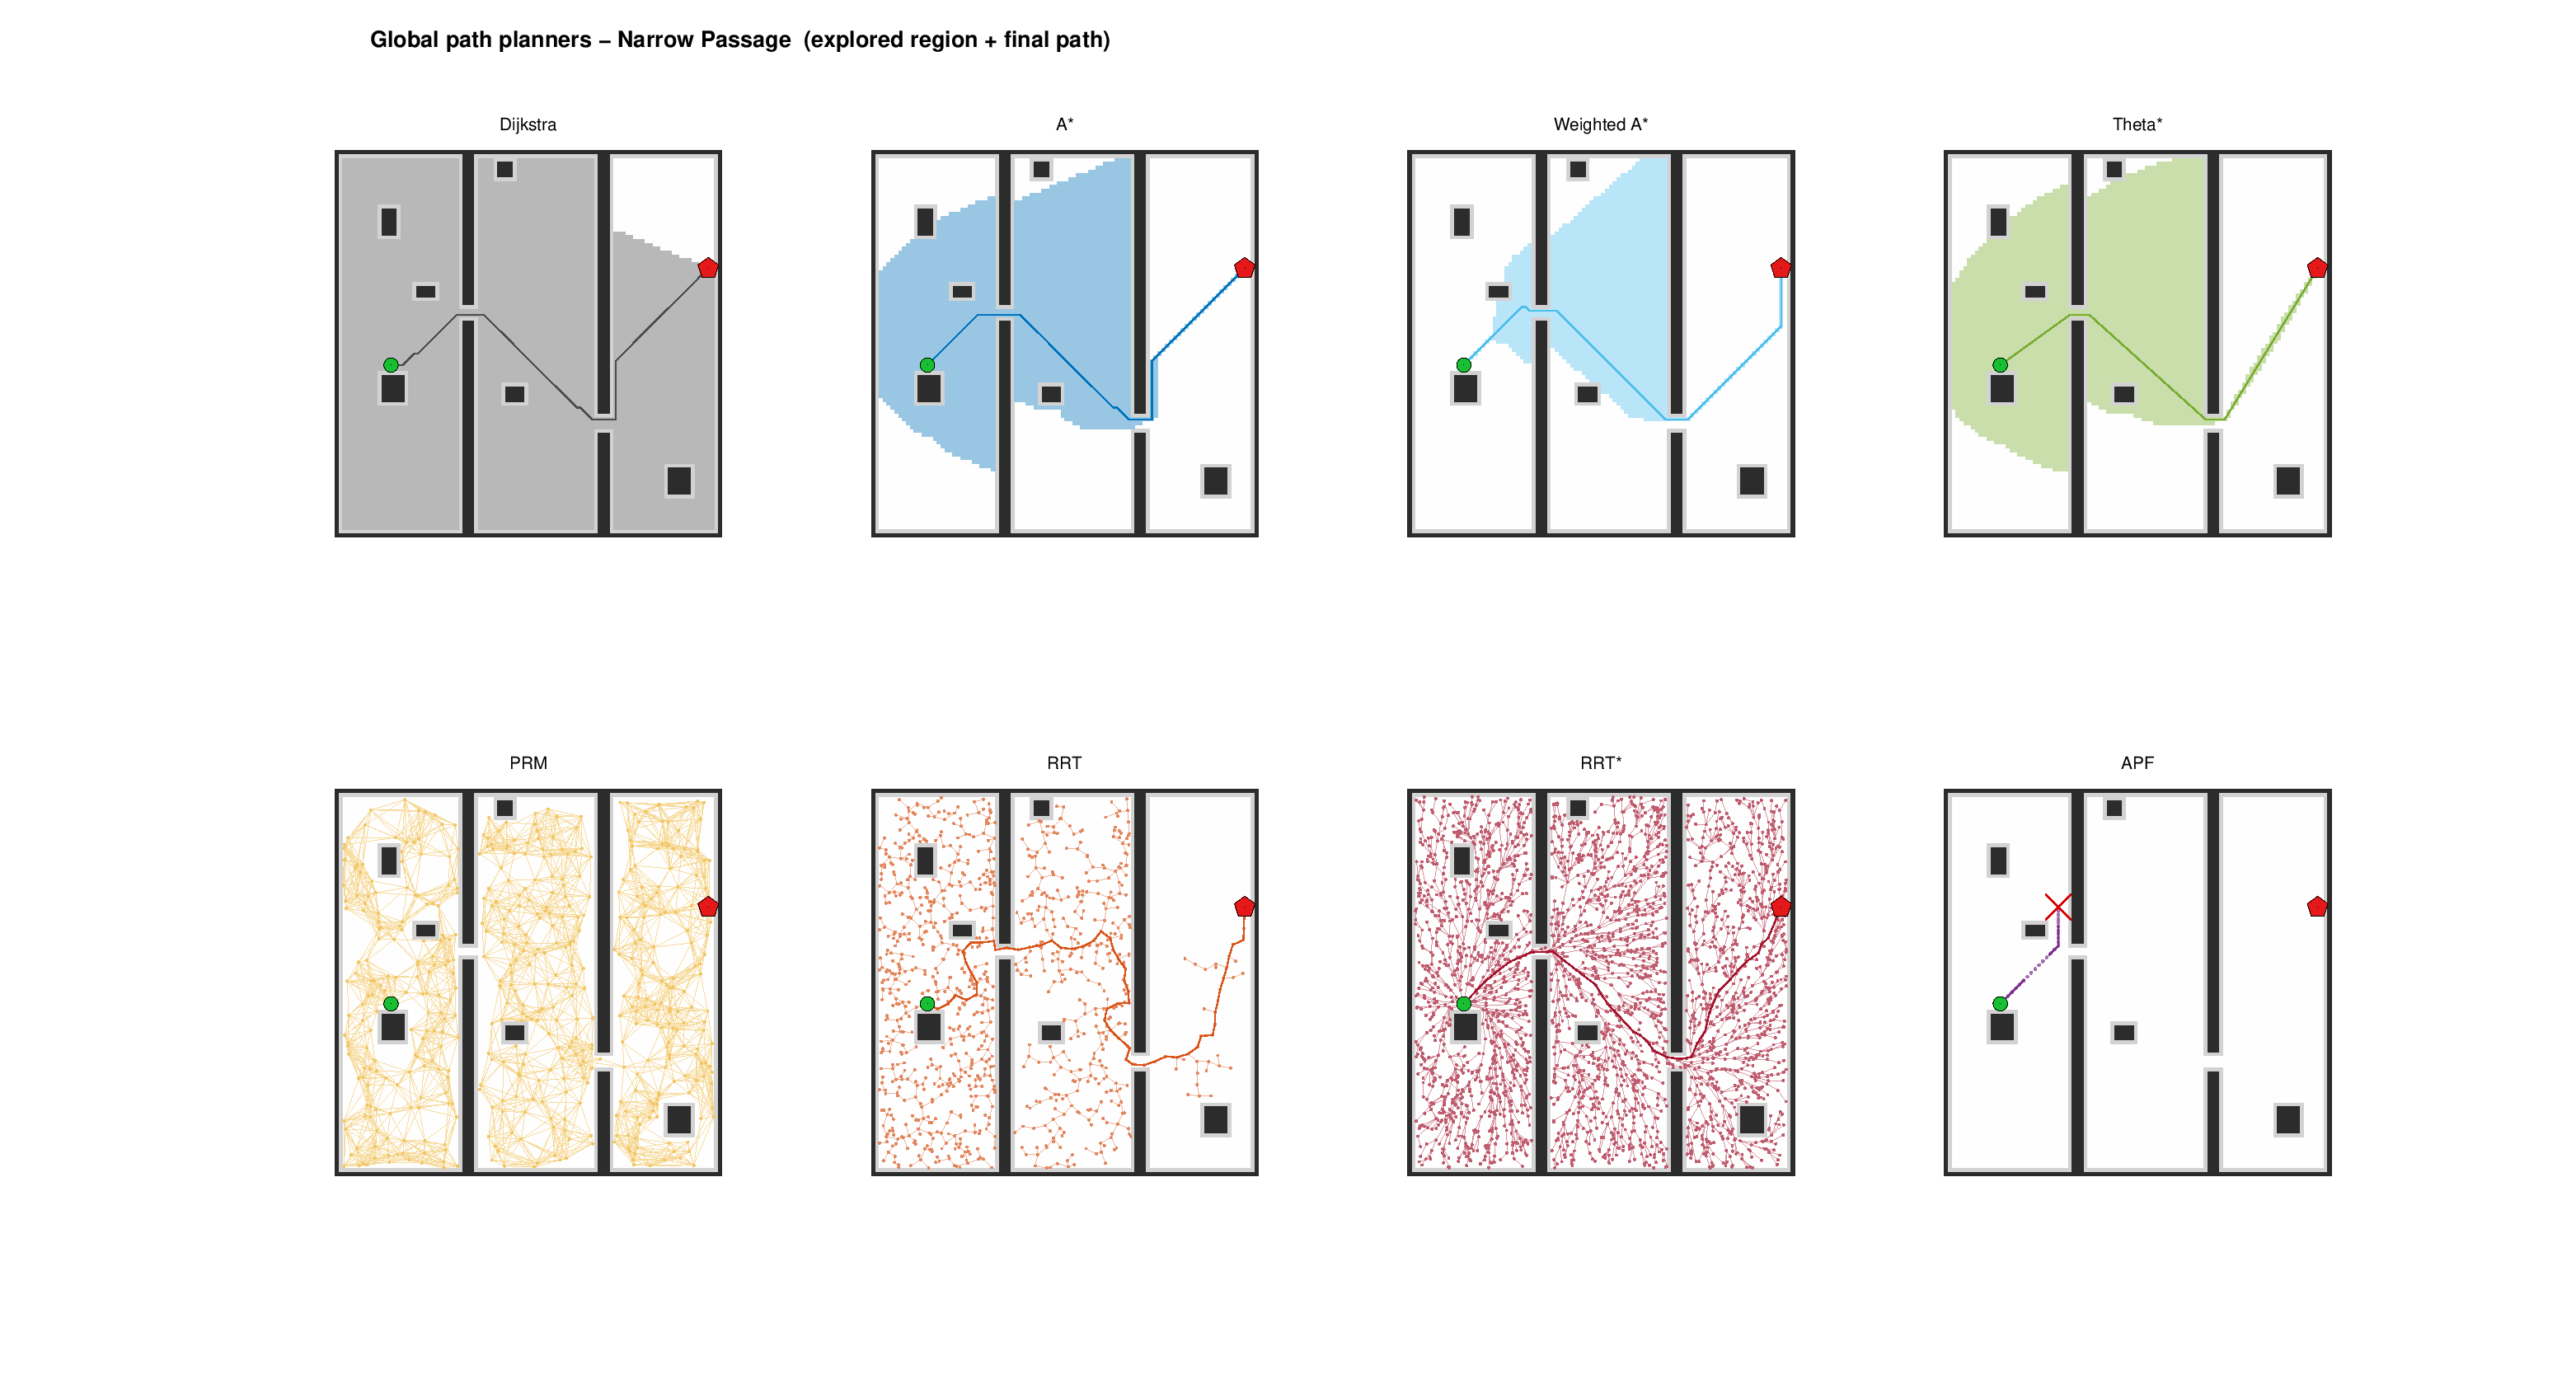 Global path planners – Narrow Passage (explored region + final path)
Dijkstra
A*
Weighted A*
Theta*
PRM
RRT
RRT*
APF